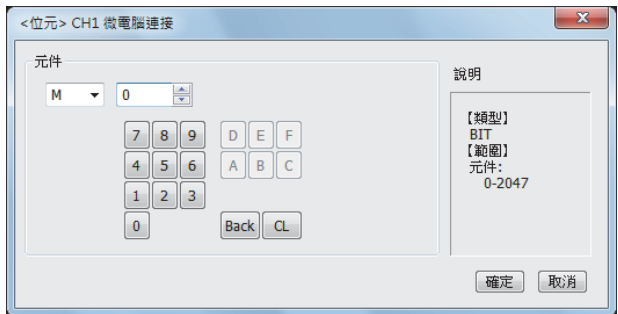 <位元> CH1 微電腦連接
元件
M 0
7 8 9 D E F
4 5 6 A B C
1 2 3
0 Back CL
說明
【類型】
BIT
【範圍】
元件:
0-2047
確定 取消